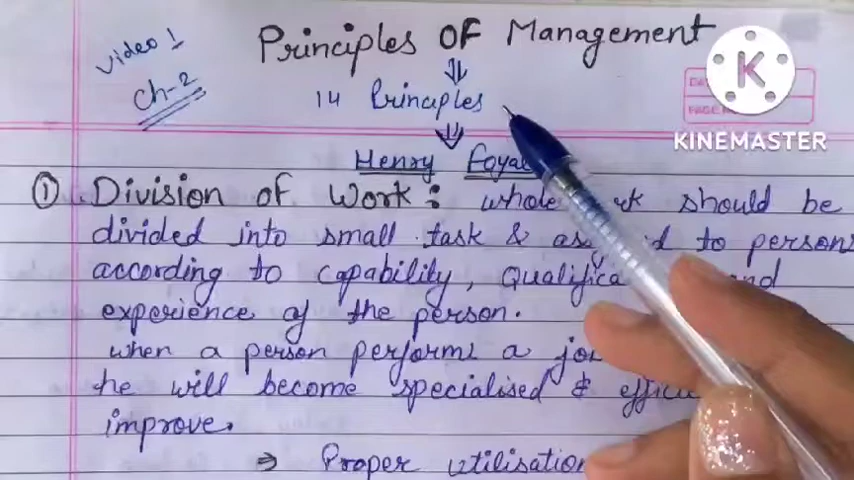 Principles OF Management
video 1
Ch-2
14 Principles
K
KINEMASTER
Henry
① Division of Work: whole should be
divided into small task & to persons
according to capability, and
experience of the person.
when a person performs a
he will become specialised &
improve.
⇒ Proper utilisation